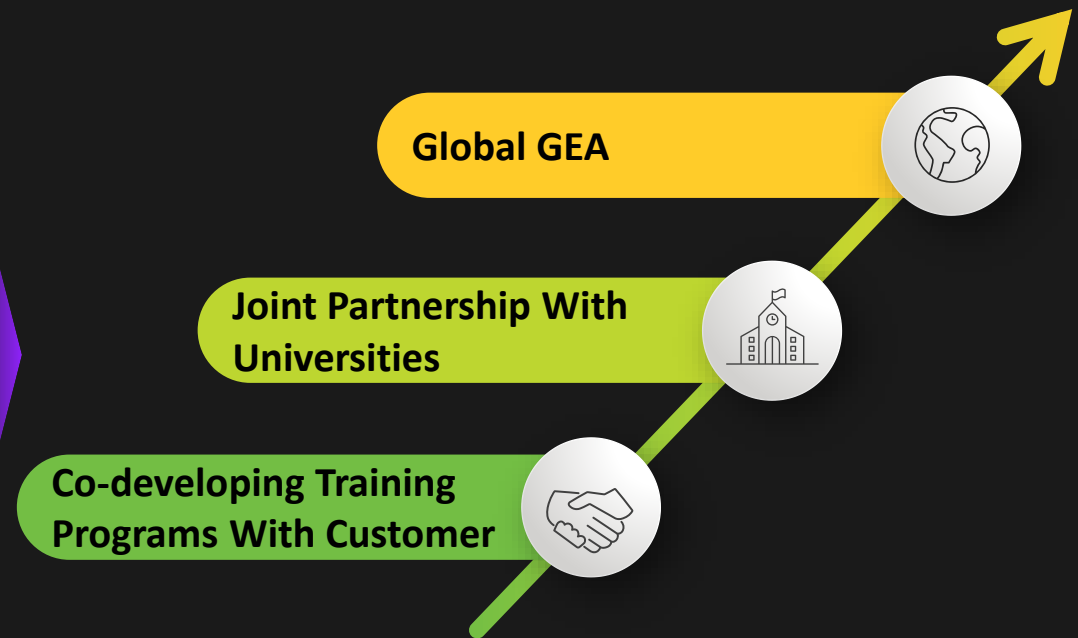 Global GEA
Joint Partnership With
Universities
Co-developing Training
Programs With Customer